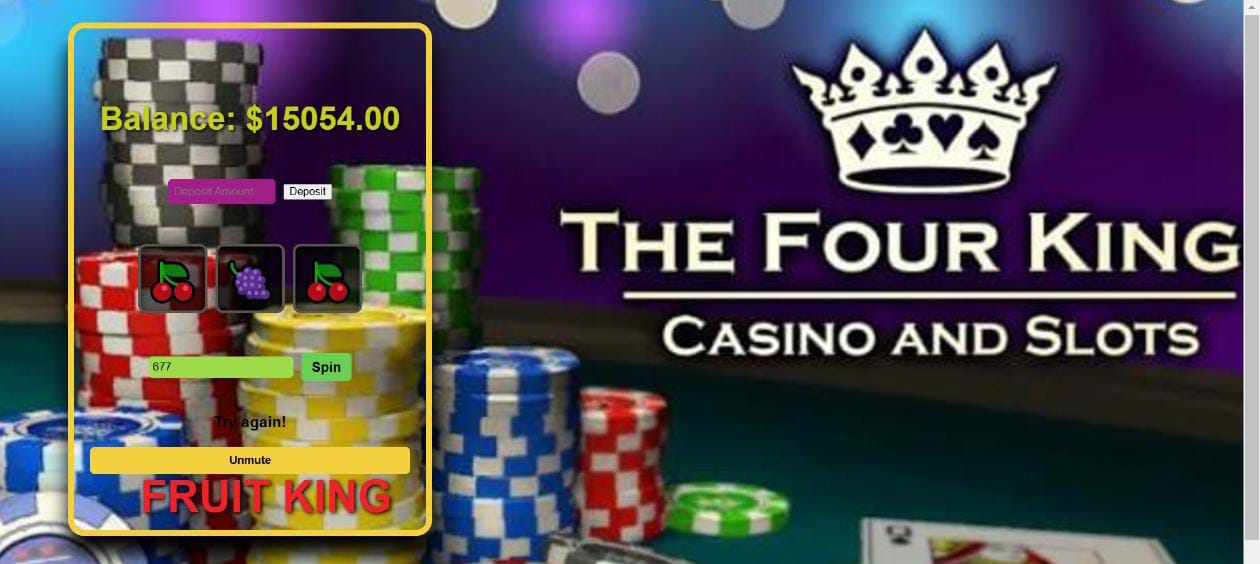 Balance: $15054.00
Deposit Amount Deposit
677 Spin
Try again!
Unmute
FRUIT KING
THE FOUR KING
CASINO AND SLOTS